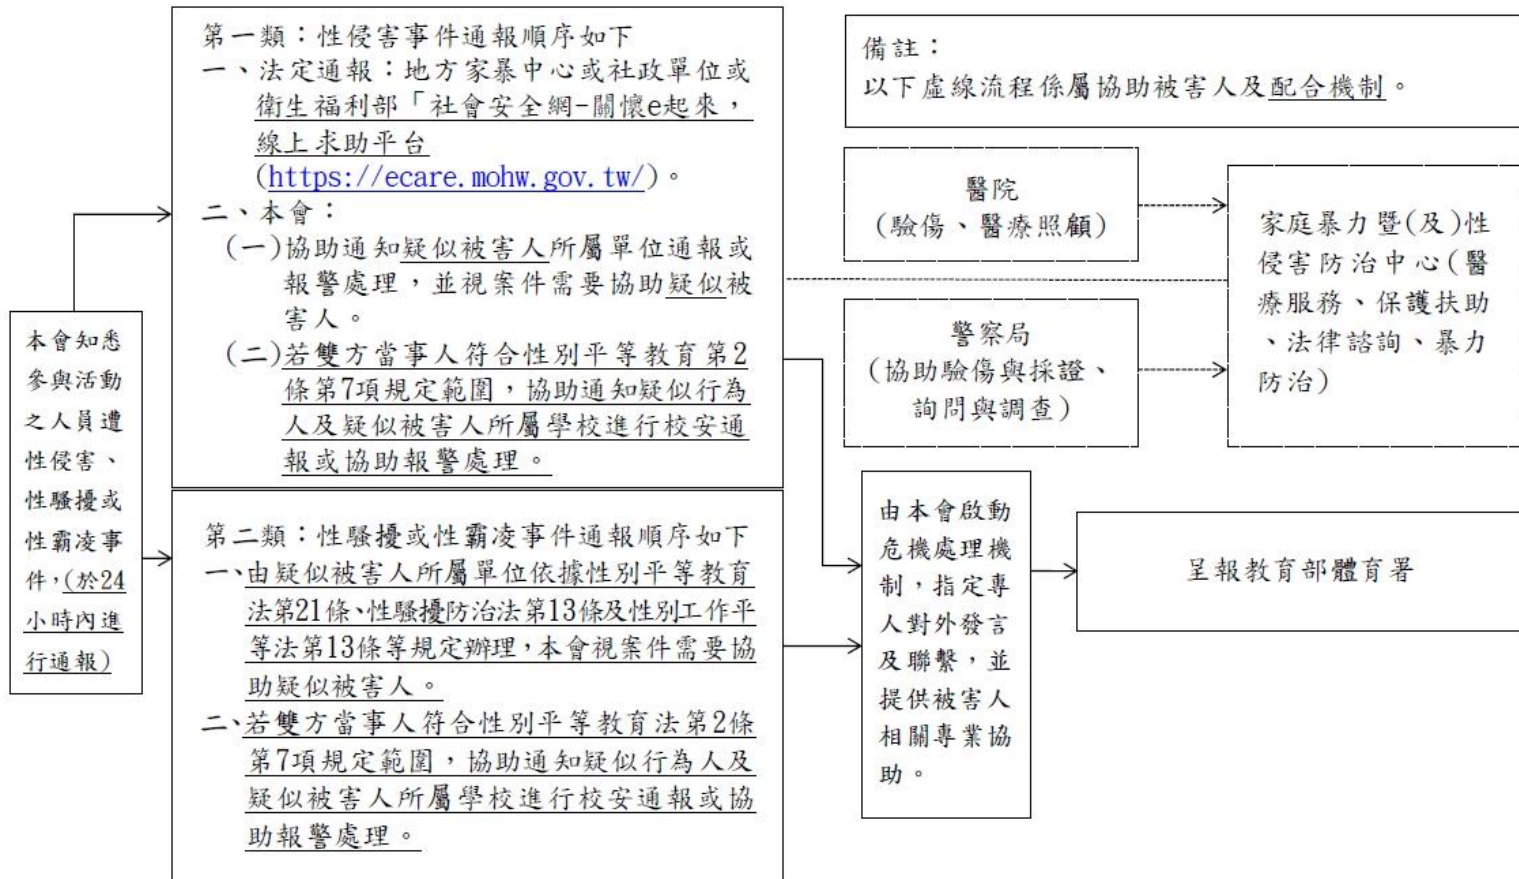 本會知悉
參與活動
之人員遭
性侵害、
性騷擾或
性霸凌事
件,(於24
小時內進
行通報)
第一類：性侵害事件通報順序如下
一、法定通報：地方家暴中心或社政單位或
衛生福利部「社會安全網-關懷e起來，
線上求助平台
(https://ecare.mohw.gov.tw/)。
二、本會：
(一)協助通知疑似被害人所屬單位通報或
報警處理，並視案件需要協助疑似被
害人。
(二)若雙方當事人符合性別平等教育第2
條第7項規定範圍，協助通知疑似行為
人及疑似被害人所屬學校進行校安通
報或協助報警處理。
第二類：性騷擾或性霸凌事件通報順序如下
一、由疑似被害人所屬單位依據性別平等教育
法第21條、性騷擾防治法第13條及性別工作平
等法第13條等規定辦理,本會視案件需要協
助疑似被害人。
二、若雙方當事人符合性別平等教育法第2條
第7項規定範圍，協助通知疑似行為人及
疑似被害人所屬學校進行校安通報或協
助報警處理。
備註：
以下虛線流程係屬協助被害人及配合機制。
醫院
(驗傷、醫療照顧)
警察局
(協助驗傷與採證、
詢問與調查)
家庭暴力暨(及)性
侵害防治中心(醫
療服務、保護扶助
、法律諮詢、暴力
防治)
由本會啟動
危機處理機
制，指定專
人對外發言
及聯繫，並
提供被害人
相關專業協
助。
呈報教育部體育署